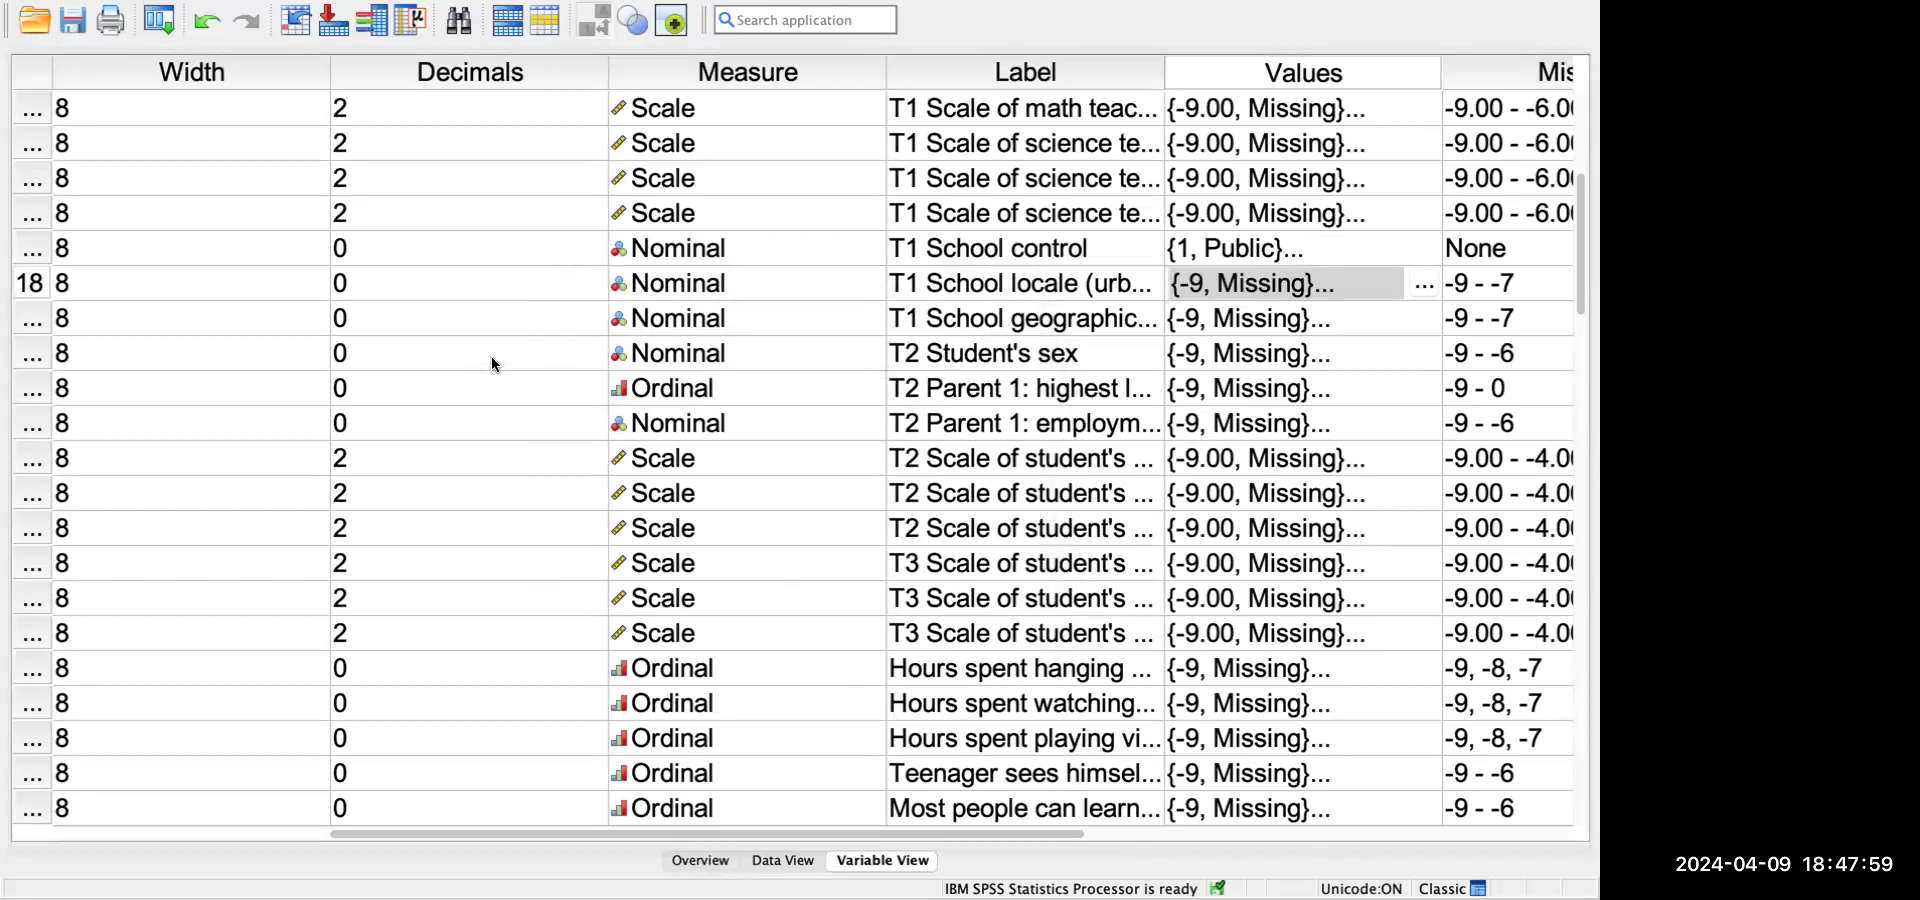 Search application
Width Decimals Measure Label Values Mis
... 8 2 Scale T1 Scale of math teac... {-9.00, Missing}... -9.00 - -6.00
... 8 2 Scale T1 Scale of science te... {-9.00, Missing}... -9.00 - -6.00
... 8 2 Scale T1 Scale of science te... {-9.00, Missing}... -9.00 - -6.00
... 8 2 Scale T1 Scale of science te... {-9.00, Missing}... -9.00 - -6.00
... 8 0 Nominal T1 School control {1, Public}... None
18 8 0 Nominal T1 School locale (urb... {-9, Missing}... ... -9 - -7
... 8 0 Nominal T1 School geographic... {-9, Missing}... -9 - -7
... 8 0 Nominal T2 Student's sex {-9, Missing}... -9 - -6
... 8 0 Ordinal T2 Parent 1: highest l... {-9, Missing}... -9 - 0
... 8 0 Nominal T2 Parent 1: employm... {-9, Missing}... -9 - -6
... 8 2 Scale T2 Scale of student's ... {-9.00, Missing}... -9.00 - -4.00
... 8 2 Scale T2 Scale of student's ... {-9.00, Missing}... -9.00 - -4.00
... 8 2 Scale T2 Scale of student's ... {-9.00, Missing}... -9.00 - -4.00
... 8 2 Scale T3 Scale of student's ... {-9.00, Missing}... -9.00 - -4.00
... 8 2 Scale T3 Scale of student's ... {-9.00, Missing}... -9.00 - -4.00
... 8 2 Scale T3 Scale of student's ... {-9.00, Missing}... -9.00 - -4.00
... 8 0 Ordinal Hours spent hanging ... {-9, Missing}... -9, -8, -7
... 8 0 Ordinal Hours spent watching... {-9, Missing}... -9, -8, -7
... 8 0 Ordinal Hours spent playing vi... {-9, Missing}... -9, -8, -7
... 8 0 Ordinal Teenager sees himsel... {-9, Missing}... -9 - -6
... 8 0 Ordinal Most people can learn... {-9, Missing}... -9 - -6
Overview Data View Variable View
2024-04-09 18:47:59
IBM SPSS Statistics Processor is ready Unicode:ON Classic